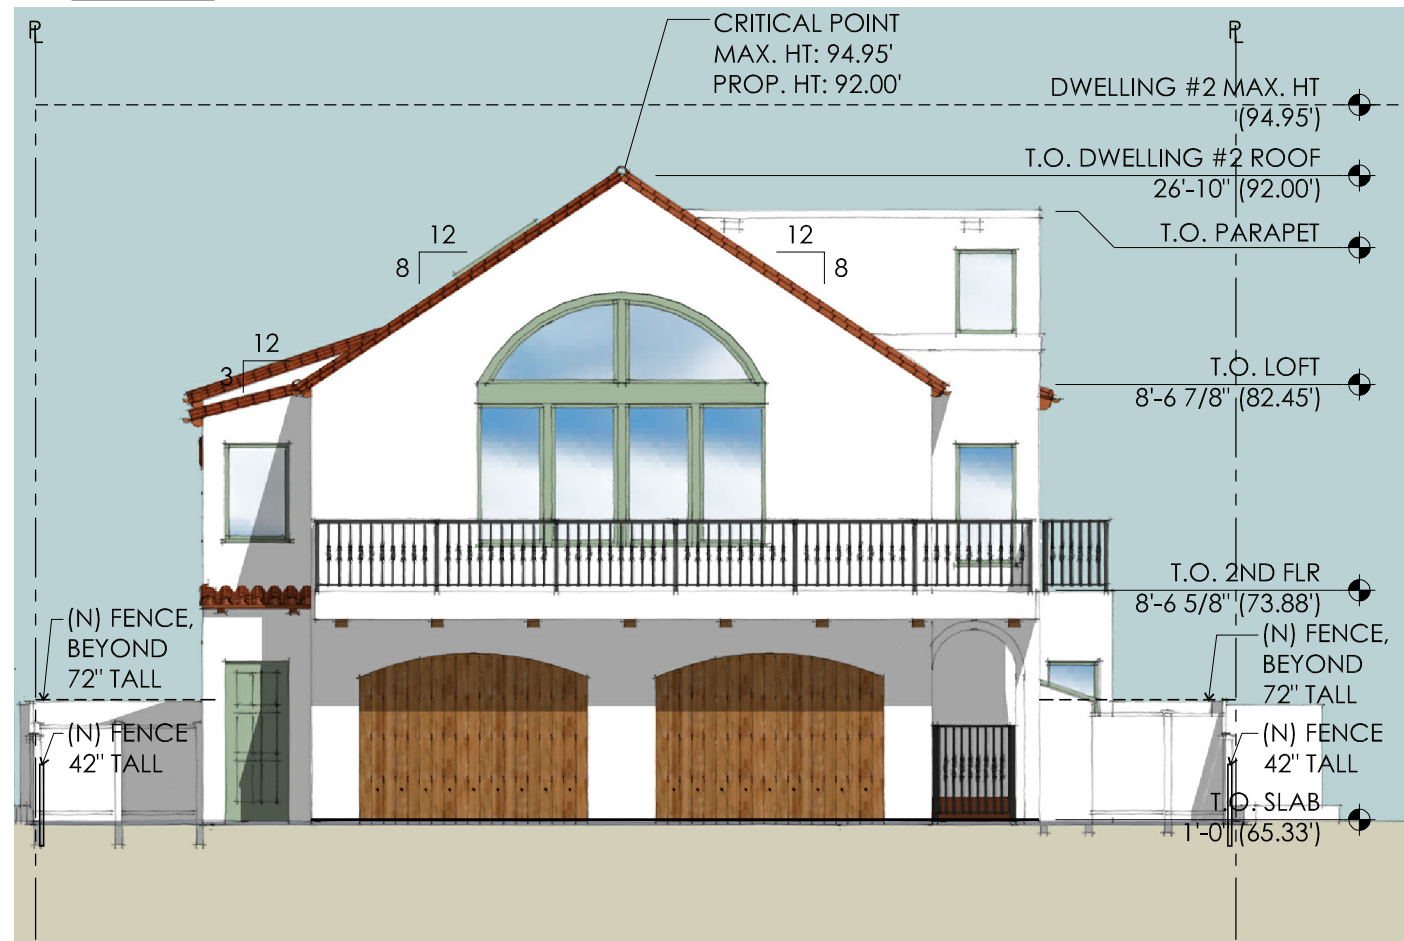 PL
CRITICAL POINT
MAX. HT: 94.95'
PROP. HT: 92.00'
PL
DWELLING #2 MAX. HT
(94.95')
T.O. DWELLING #2 ROOF
26'-10" (92.00')
T.O. PARAPET
12
8
12
8
12
3
T.O. LOFT
8'-6 7/8" (82.45')
T.O. 2ND FLR
8'-6 5/8" (73.88')
(N) FENCE,
BEYOND
72" TALL
(N) FENCE
42" TALL
(N) FENCE,
BEYOND
72" TALL
(N) FENCE
42" TALL
T.O. SLAB
1'-0" (65.33')